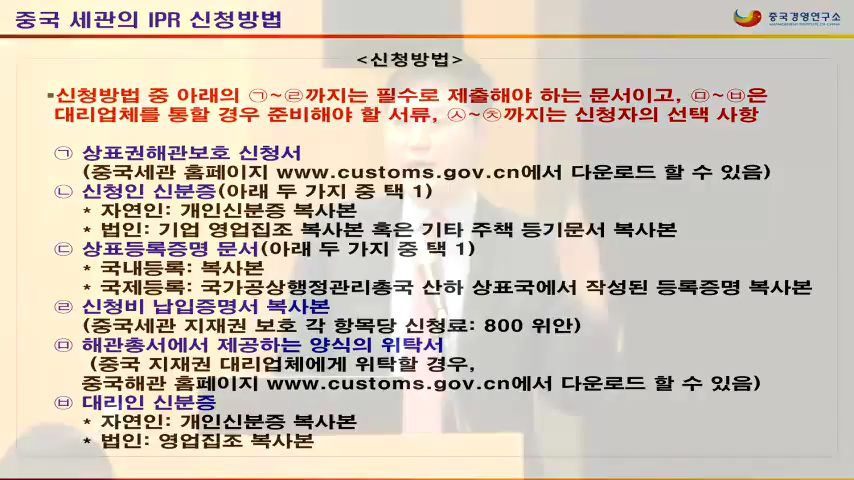 중국 세관의 IPR 신청방법
중국경영연구소
MANAGEMENT INSTITUTE OF CHINA
<신청방법>
▪신청방법 중 아래의 ㉠~㉣까지는 필수로 제출해야 하는 문서이고, ㉤~㉥은
대리업체를 통할 경우 준비해야 할 서류, ㉦~㉨까지는 신청자의 선택 사항
㉠ 상표권해관보호 신청서
(중국세관 홈페이지 www.customs.gov.cn에서 다운로드 할 수 있음)
㉡ 신청인 신분증(아래 두 가지 중 택 1)
* 자연인: 개인신분증 복사본
* 법인: 기업 영업집조 복사본 혹은 기타 주책 등기문서 복사본
㉢ 상표등록증명 문서(아래 두 가지 중 택 1)
* 국내등록: 복사본
* 국제등록: 국가공상행정관리총국 산하 상표국에서 작성된 등록증명 복사본
㉣ 신청비 납입증명서 복사본
(중국세관 지재권 보호 각 항목당 신청료: 800 위안)
㉤ 해관총서에서 제공하는 양식의 위탁서
(중국 지재권 대리업체에게 위탁할 경우,
중국해관 홈페이지 www.customs.gov.cn에서 다운로드 할 수 있음)
㉥ 대리인 신분증
* 자연인: 개인신분증 복사본
* 법인: 영업집조 복사본